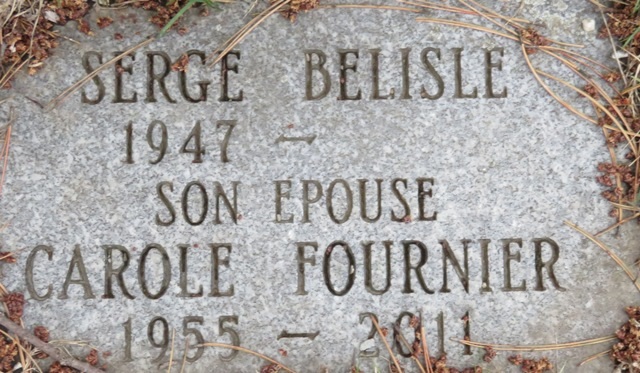 SERGE BELISLE
1947 –
SON EPOUSE
CAROLE FOURNIER
1955 – 2011